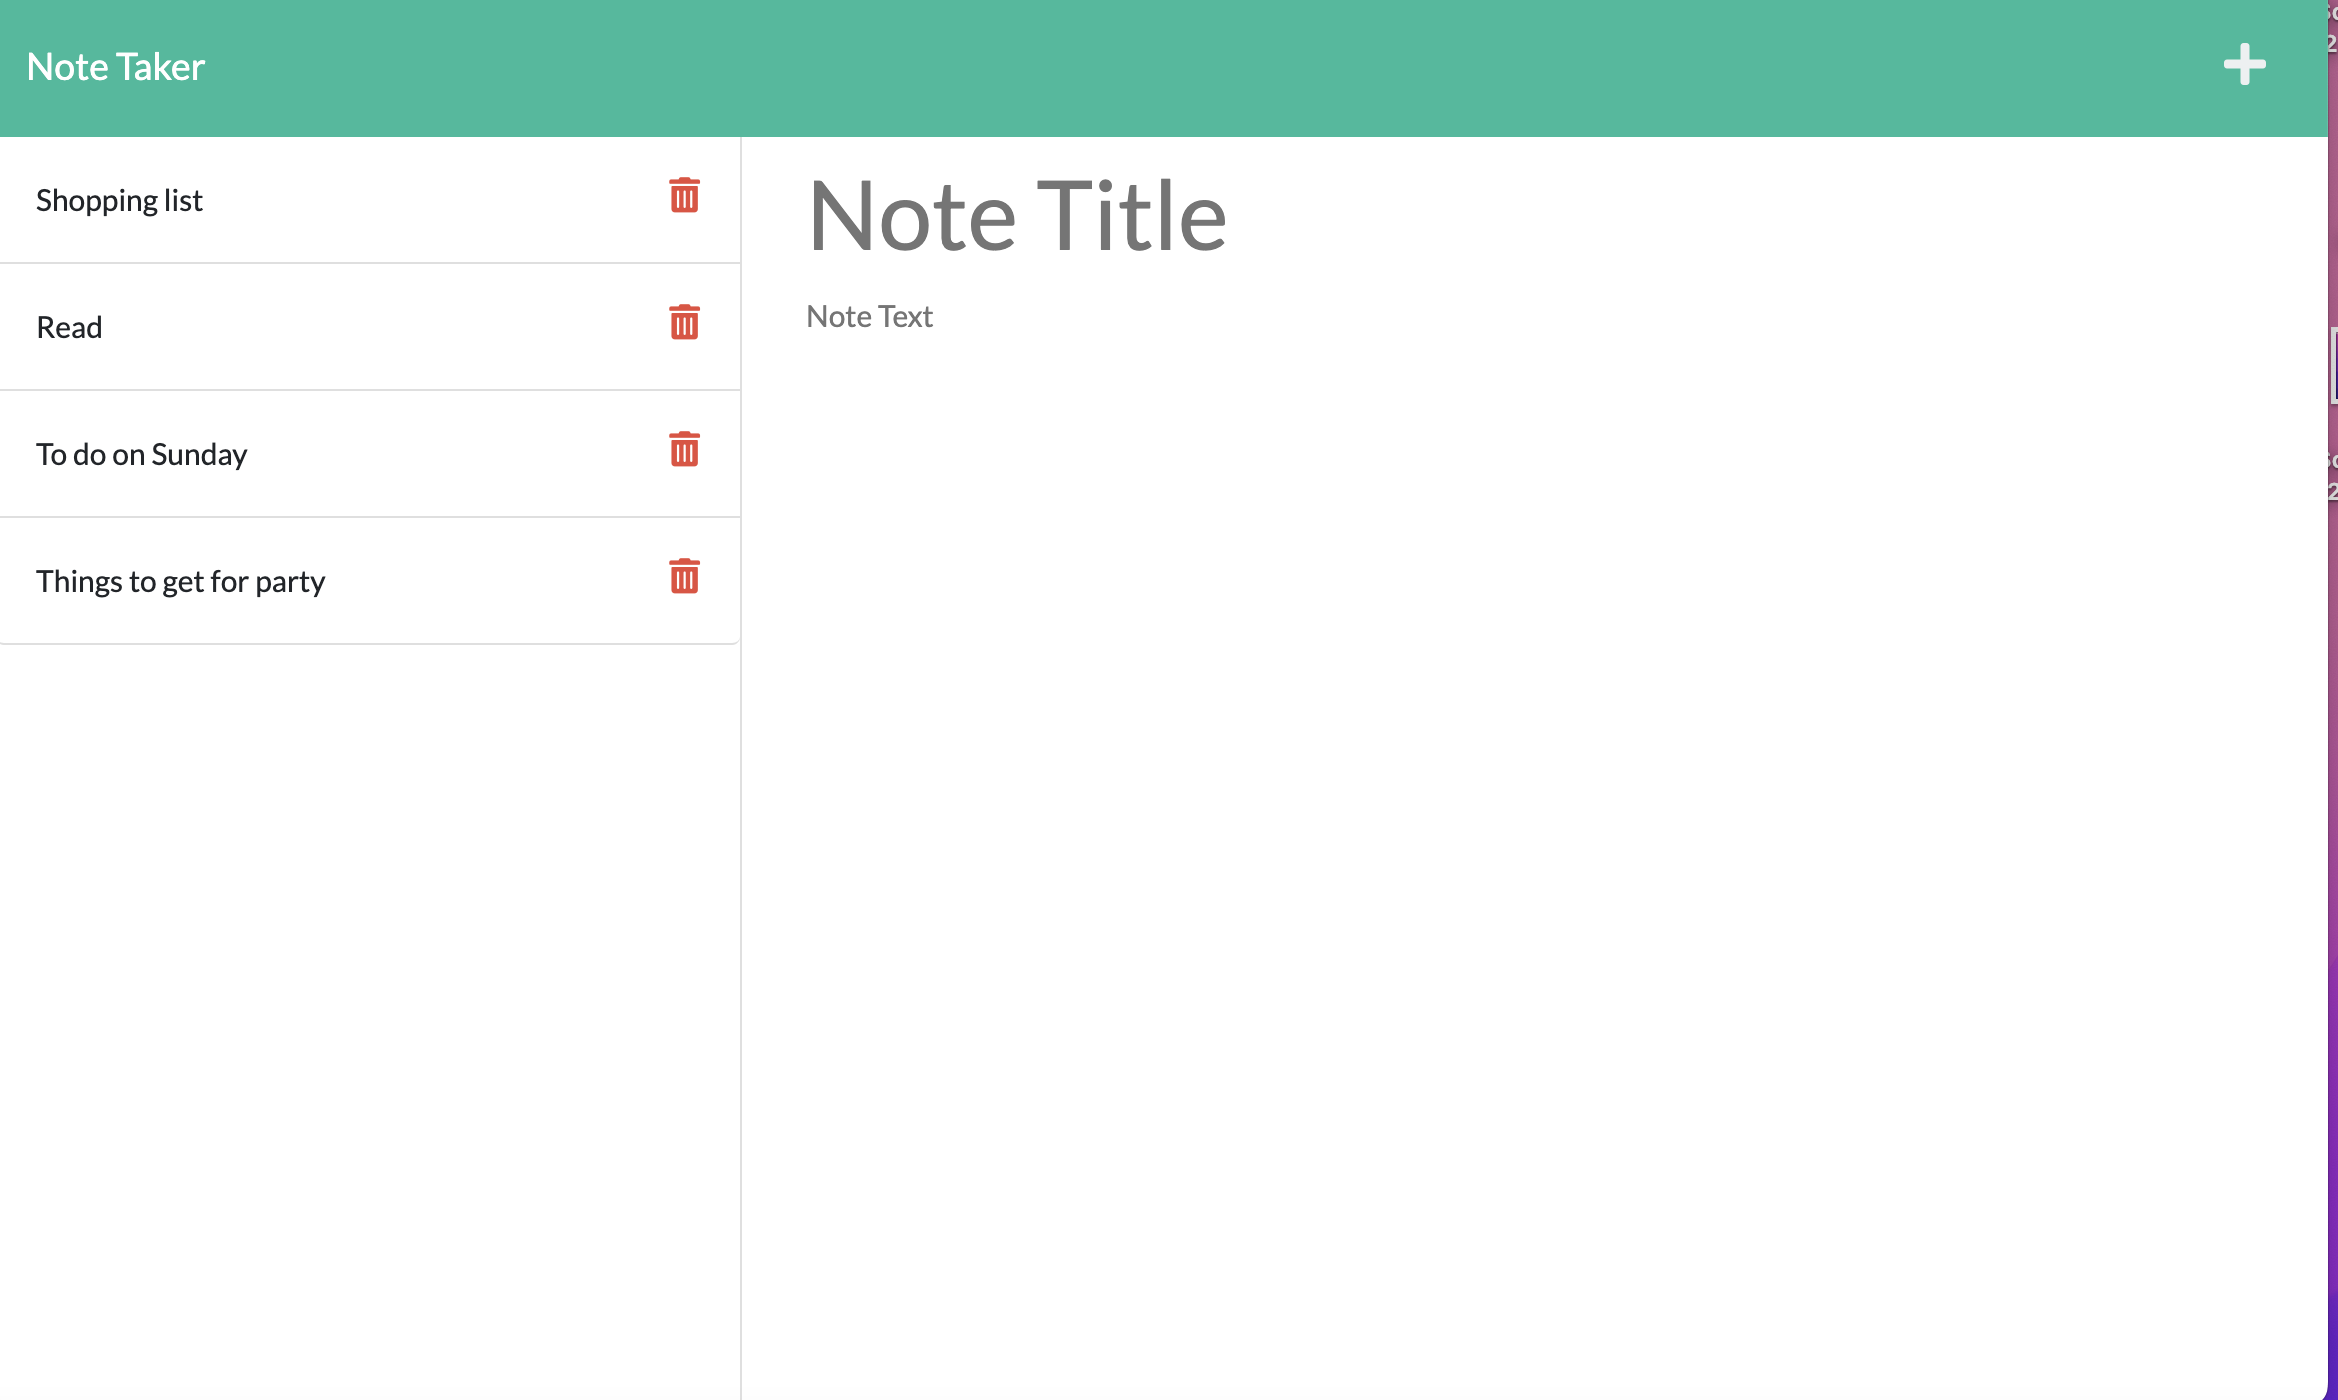 Note Taker
Shopping list
Read
To do on Sunday
Things to get for party
Note Title
Note Text